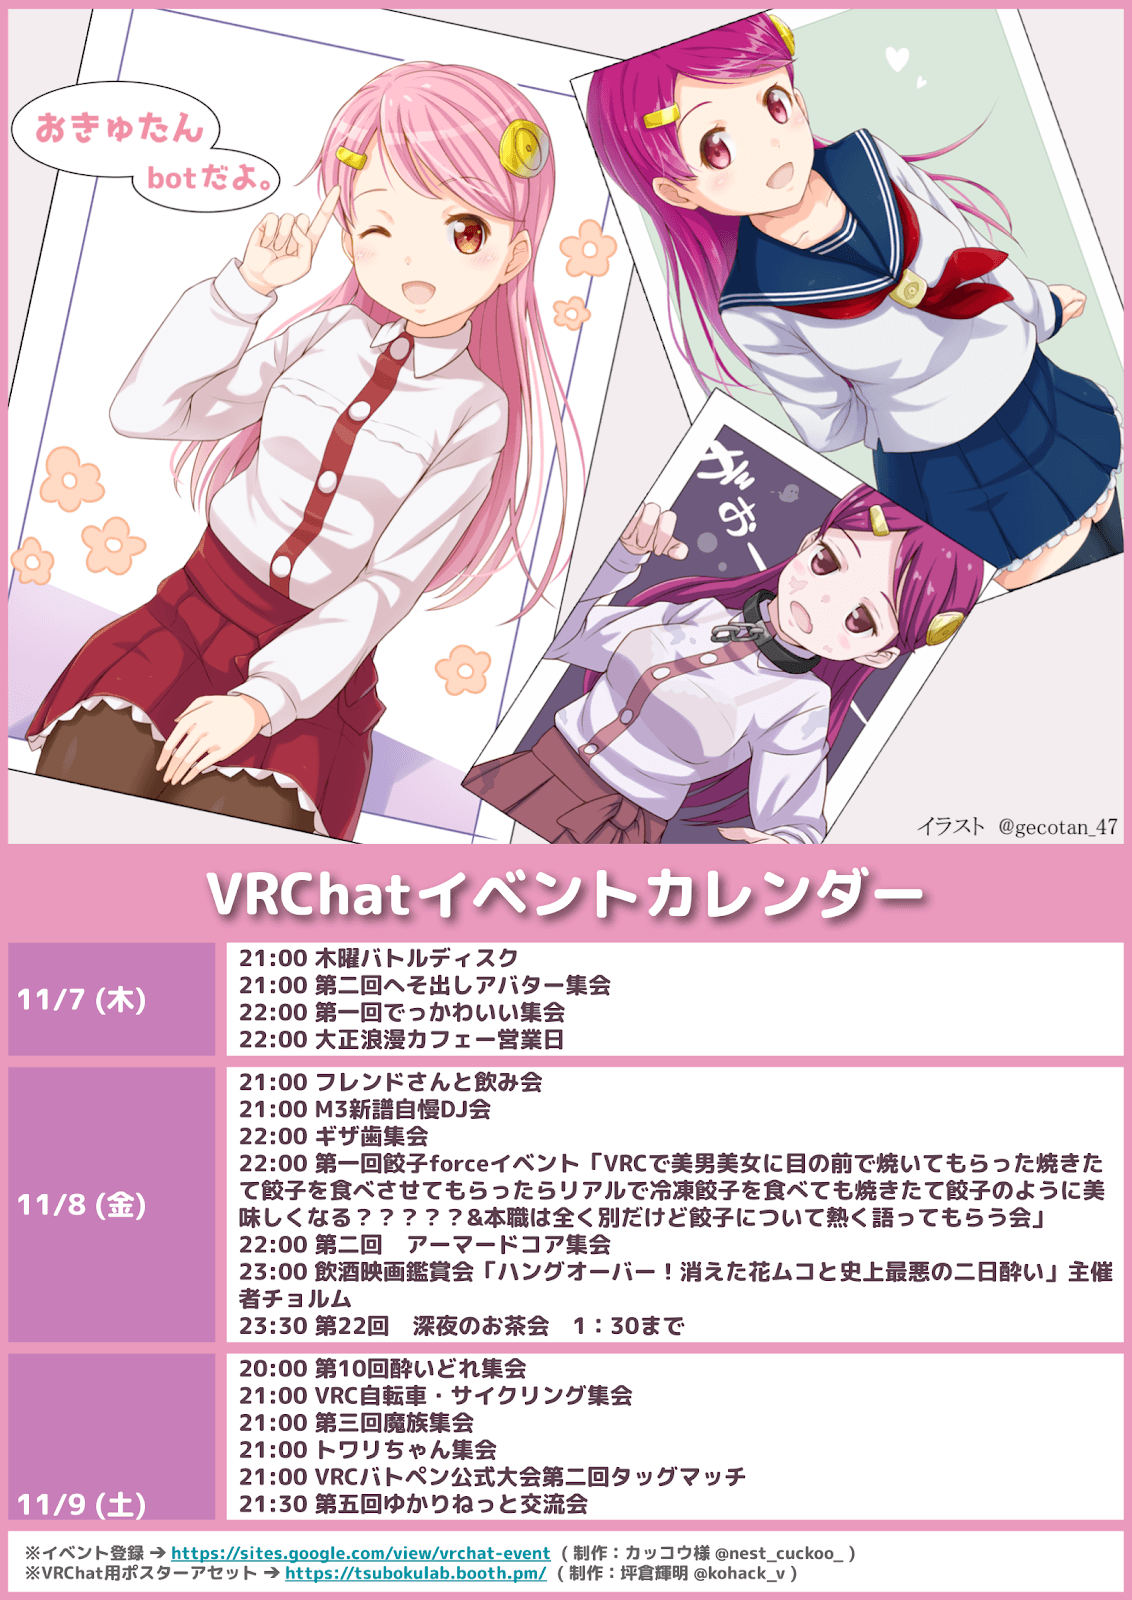 おきゅたん
botだよ。
がおー
イラスト @gecotan_47
VRChatイベントカレンダー
11/7 (木)
21:00 木曜バトルディスク
21:00 第二回へそ出しアバター集会
22:00 第一回でっかわいい集会
22:00 大正浪漫カフェー営業日
11/8 (金)
21:00 フレンドさんと飲み会
21:00 M3新譜自慢DJ会
22:00 ギザ歯集会
22:00 第一回餃子forceイベント「VRCで美男美女に目の前で焼いてもらった焼きた
て餃子を食べさせてもらったらリアルで冷凍餃子を食べても焼きたて餃子のように美
味しくなる？？？？？&本職は全く別だけど餃子について熱く語ってもらう会」
22:00 第二回　アーマードコア集会
23:00 飲酒映画鑑賞会「ハングオーバー！消えた花ムコと史上最悪の二日酔い」主催
者チョルム
23:30 第22回　深夜のお茶会　1：30まで
11/9 (土)
20:00 第10回酔いどれ集会
21:00 VRC自転車・サイクリング集会
21:00 第三回魔族集会
21:00 トワリちゃん集会
21:00 VRCバトペン公式大会第二回タッグマッチ
21:30 第五回ゆかりねっと交流会
※イベント登録 → https://sites.google.com/view/vrchat-event ( 制作：カッコウ様 @nest_cuckoo_ )
※VRChat用ポスターアセット → https://tsubokulab.booth.pm/ ( 制作：坪倉輝明 @kohack_v )